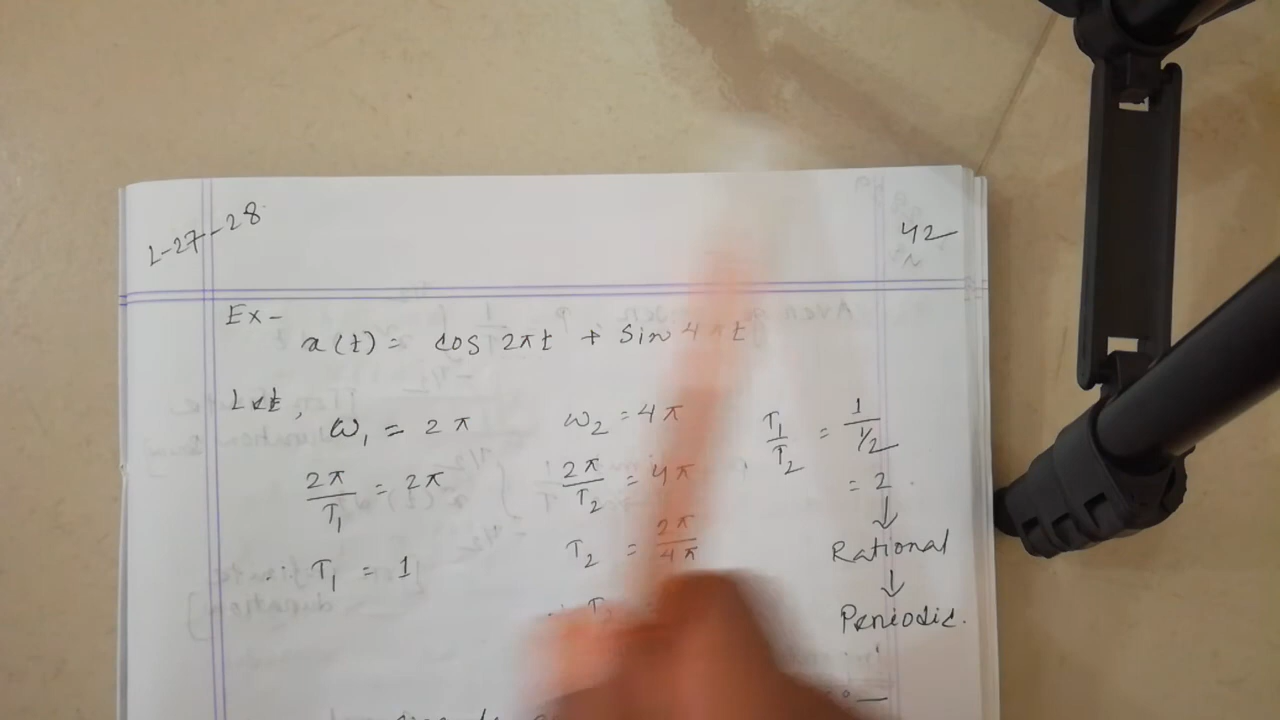 L-27-28
42
Ex-
x(t) = cos 2πt + sin 4πt
Let,
ω₁ = 2π
2π/T₁ = 2π
T₁ = 1
ω₂ = 4π
2π/T₂ = 4π
T₂ = 2π/4π
T₁/T₂ = 1/1/2
= 2
↓
Rational
↓
Periodic.